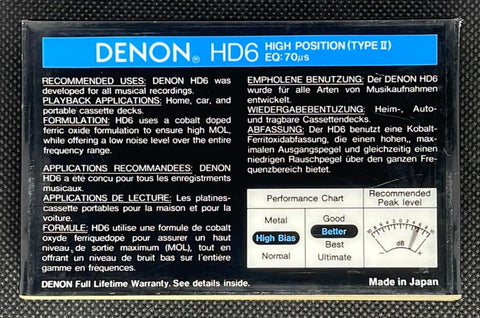 DENON® HD6 HIGH POSITION (TYPE II)
EQ: 70µs
RECOMMENDED USES: DENON HD6 was
developed for all musical recordings.
PLAYBACK APPLICATIONS: Home, car, and
portable cassette decks.
FORMULATION: HD6 uses a cobalt doped
ferric oxide formulation to ensure high MOL,
while offering a low noise level over the entire
frequency range.
APPLICATIONS RECOMMANDEES: DENON
HD6 a été conçu pour tous les enregistrments
musicaux.
APPLICATIONS DE LECTURE: Les platines-
cassette portables pour la maison et pour la
voiture.
FORMULE: HD6 utilise une formule de cobalt
oxyde ferriquedope pour assurer un haut
niveau de sortie maximum (MOL), tout en
offrant un niveau de bruit bas sur l'entière
gamme en fréquences.
EMPHOLENE BENUTZUNG: Der DENON HD6
wurde für alle Arten von Musikaufnahmen
entwickelt.
WIEDERGABEBENTUZUNG: Heim-, Auto-
und tragbare Cassettendecks.
ABFASSUNG: Der HD6 benutzt eine Kobalt-
Ferritoxidabfassung, die einen hohen, max-
imalen Ausgangspegel und gleichzeitig einen
niedrigen Rauschpegel über den ganzen Fre-
quenzbereich bietet.
Performance Chart
Metal
High Bias
Normal
Good
Better
Best
Ultimate
Recommended
Peak level
dB
- +
DENON Full Lifetime Warranty. See details inside.
Made in Japan